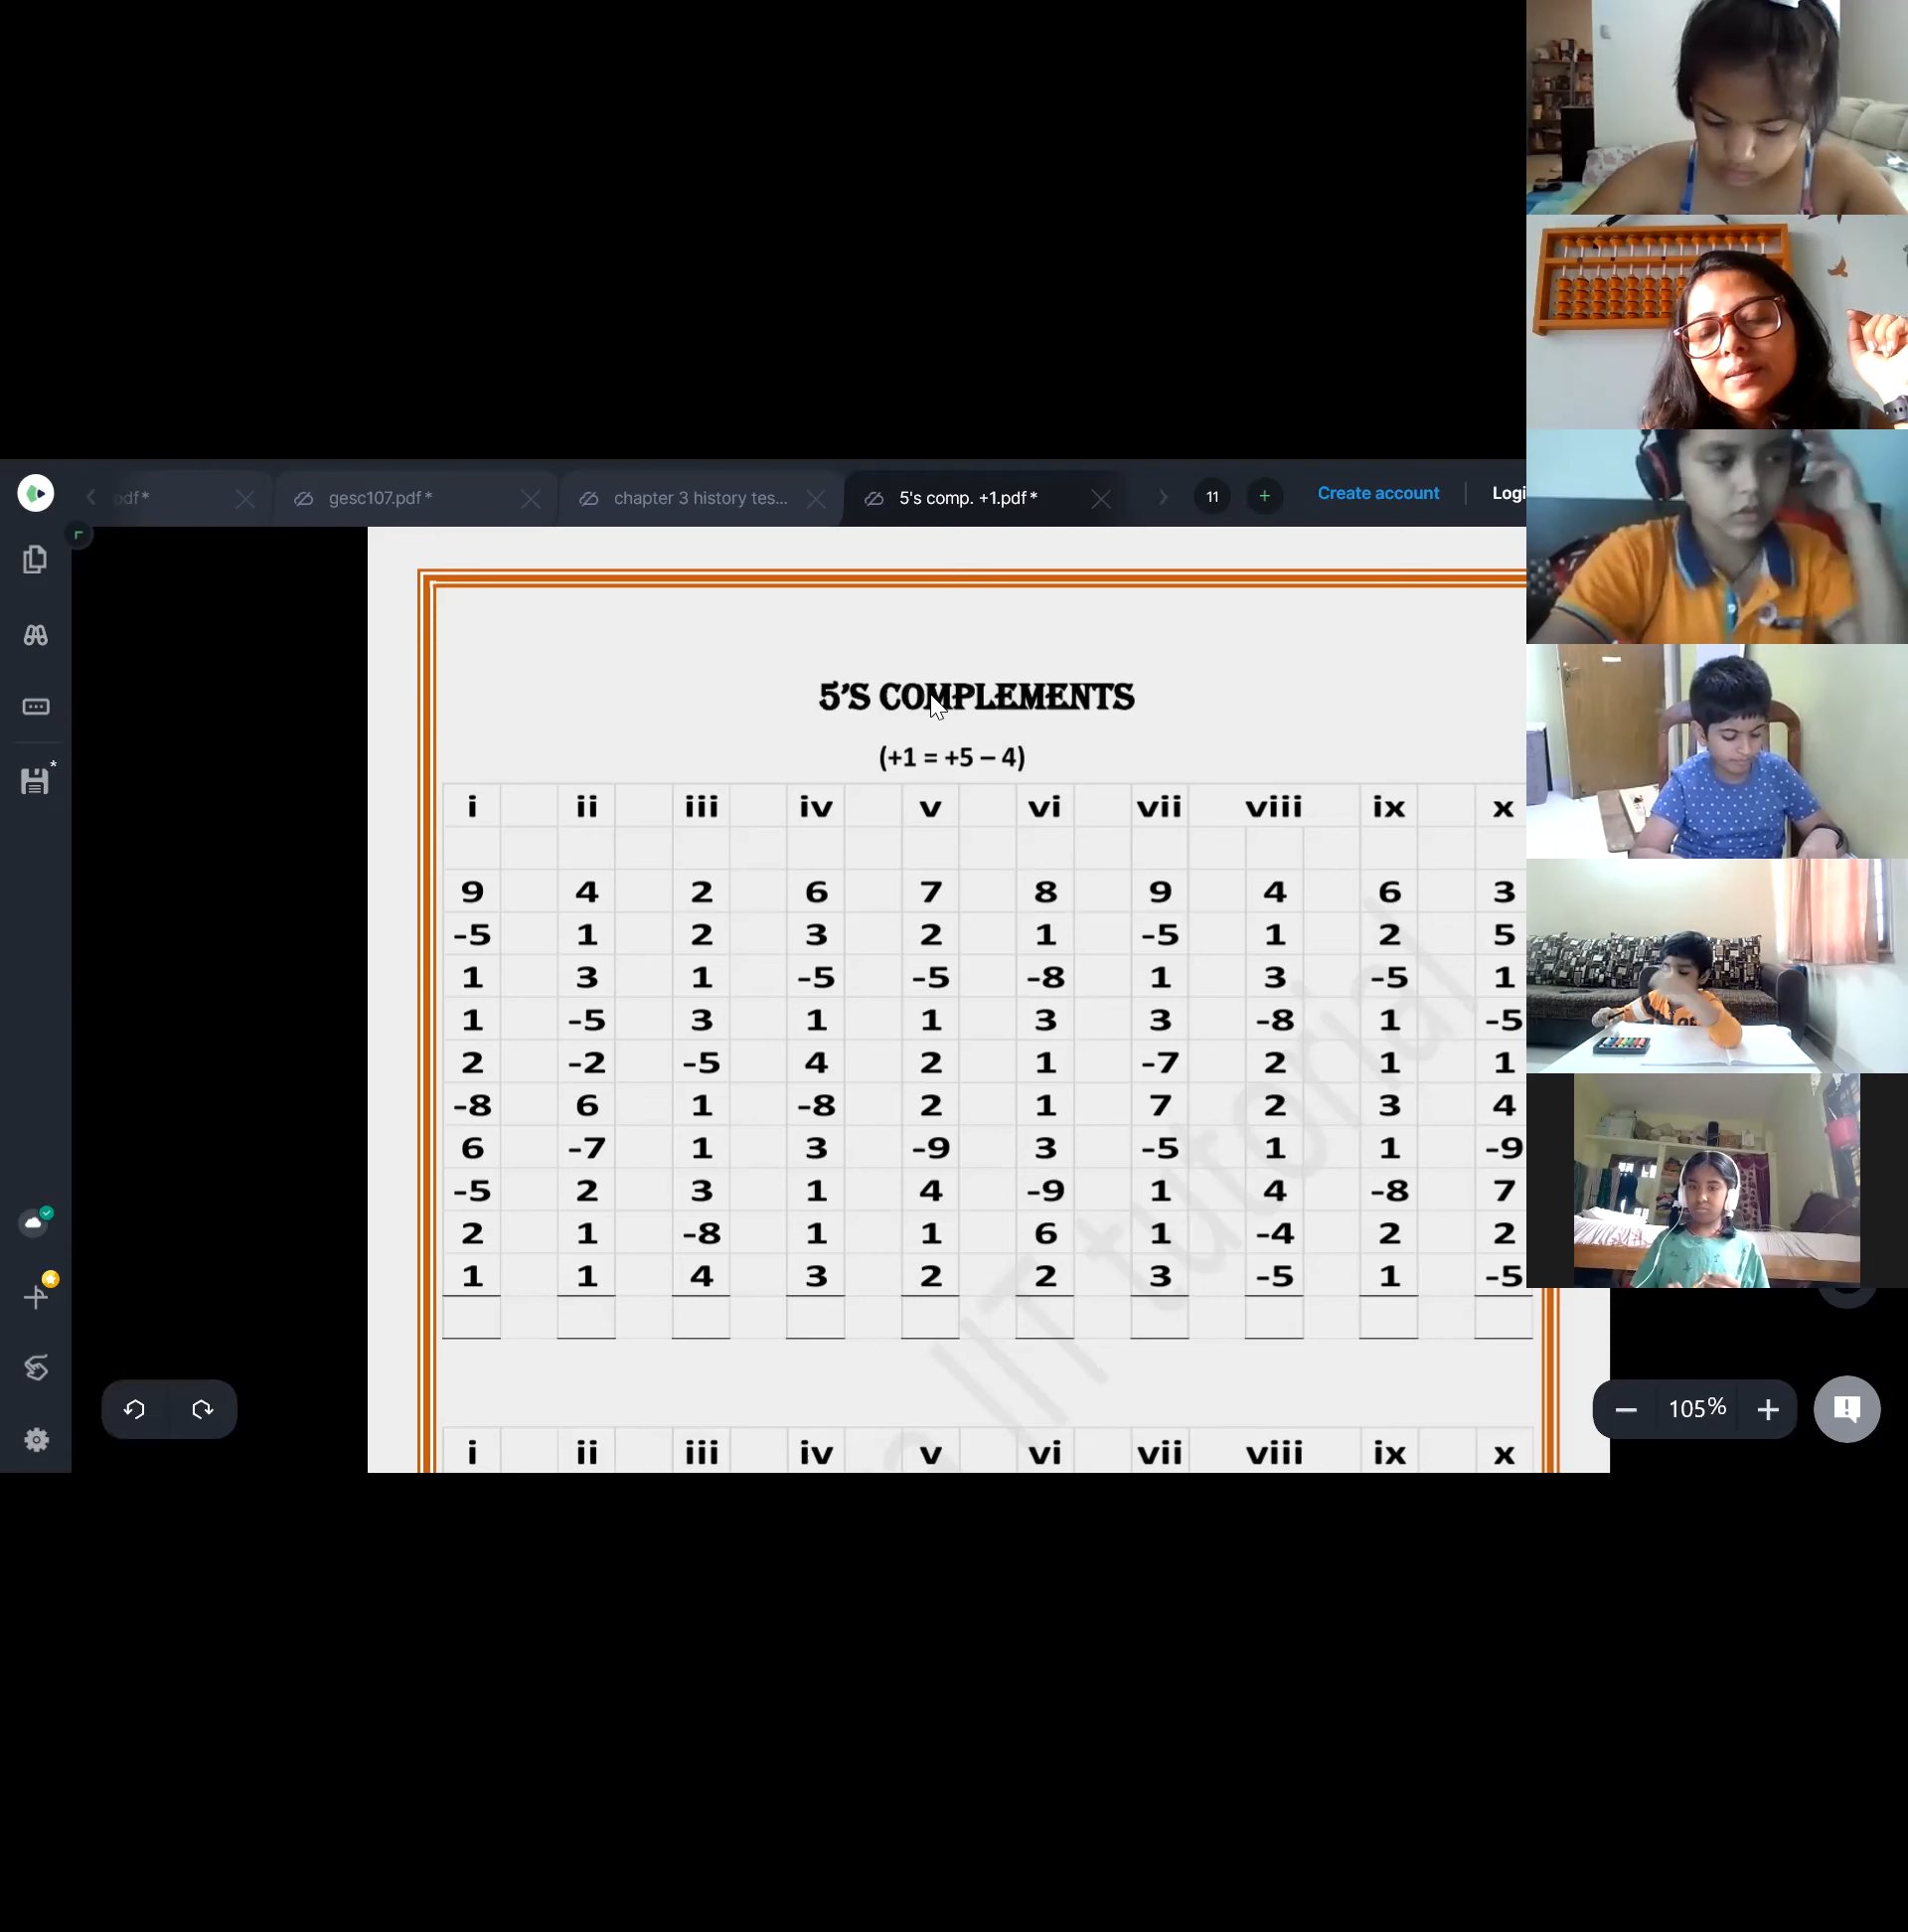 pdf* gesc107.pdf* chapter 3 history tes... 5's comp. +1.pdf* 11 + Create account
5'S COMPLEMENTS
(+1 = +5 – 4)
i ii iii iv v vi vii viii ix x
9 4 2 6 7 8 9 4 6 3
-5 1 2 3 2 1 -5 1 2 5
1 3 1 -5 -5 -8 1 3 -5 1
1 -5 3 1 1 3 3 -8 1 -5
2 -2 -5 4 2 1 -7 2 1 1
-8 6 1 -8 2 1 7 2 3 4
6 -7 1 3 -9 3 -5 1 1 -9
-5 2 3 1 4 -9 1 4 -8 7
2 1 -8 1 1 6 1 -4 2 2
1 1 4 3 2 2 3 -5 1 -5
IIT tutorial
i ii iii iv v vi vii viii ix x
105%